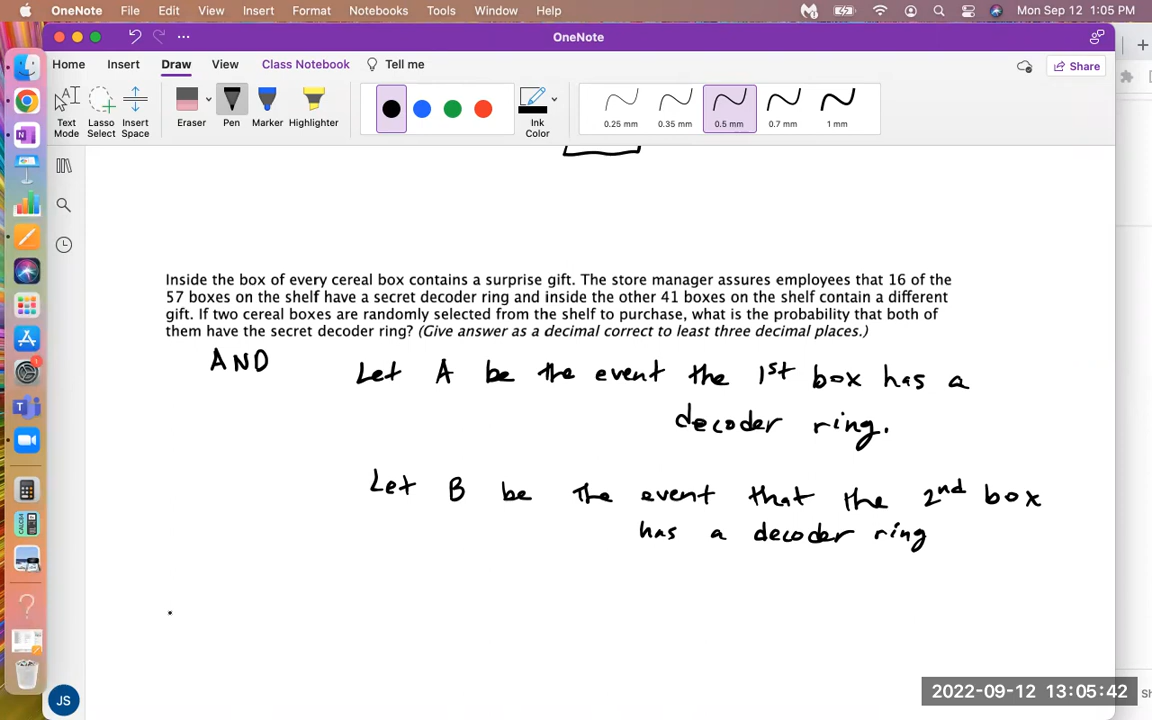 OneNote File Edit View Insert Format Notebooks Tools Window Help Mon Sep 12 1:05 PM
OneNote
Home Insert Draw View Class Notebook Tell me Share
Text Mode Lasso Select Insert Space Eraser Pen Marker Highlighter Ink Color 0.25 mm 0.35 mm 0.5 mm 0.7 mm 1 mm
Inside the box of every cereal box contains a surprise gift. The store manager assures employees that 16 of the
57 boxes on the shelf have a secret decoder ring and inside the other 41 boxes on the shelf contain a different
gift. If two cereal boxes are randomly selected from the shelf to purchase, what is the probability that both of
them have the secret decoder ring? (Give answer as a decimal correct to least three decimal places.)
AND Let A be the event the 1st box has a
decoder ring.
Let B be the event that the 2nd box
has a decoder ring
JS
2022-09-12 13:05:42